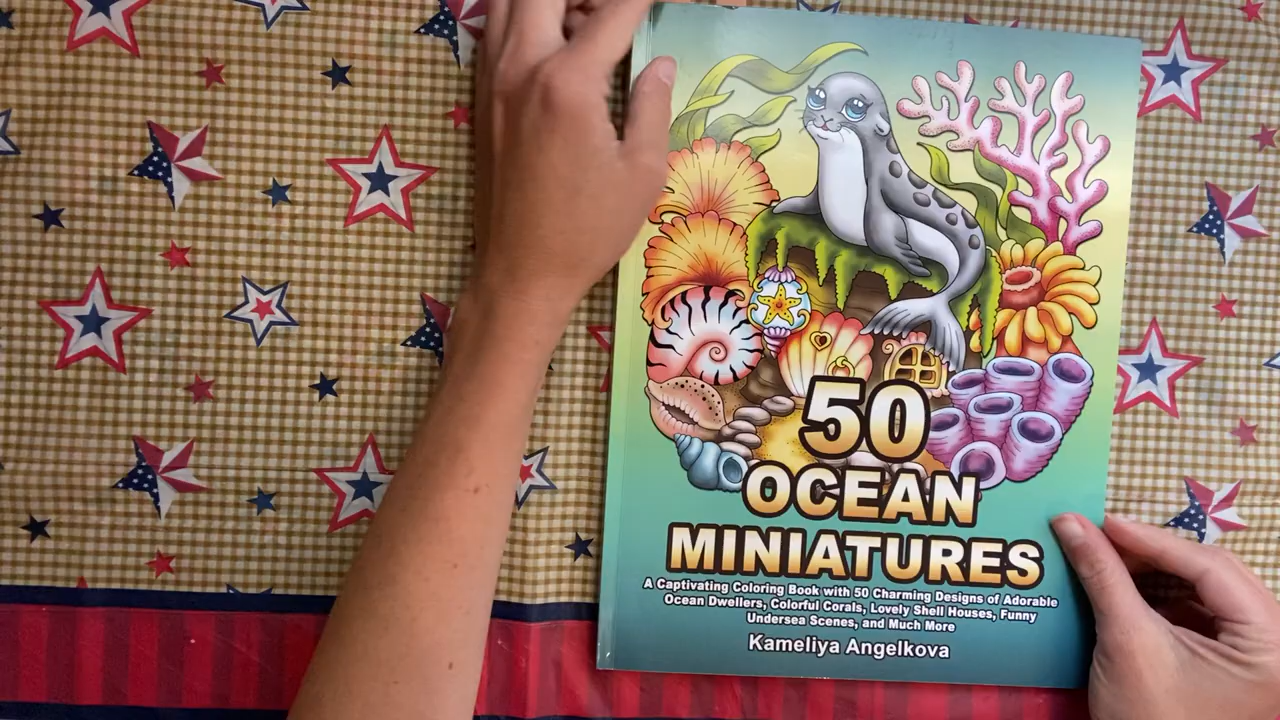 50
OCEAN
MINIATURES
A Captivating Coloring Book with 50 Charming Designs of Adorable
Ocean Dwellers, Colorful Corals, Lovely Shell Houses, Funny
Undersea Scenes, and Much More
Kameliya Angelkova